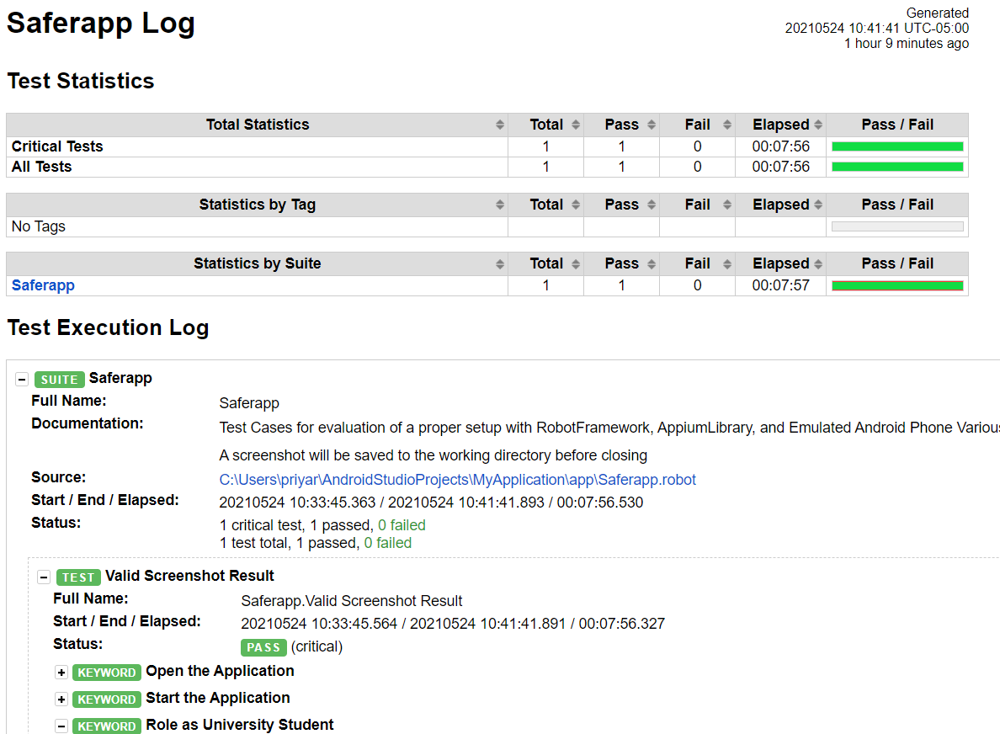 Saferapp Log
Generated
20210524 10:41:41 UTC-05:00
1 hour 9 minutes ago
Test Statistics
Total Statistics Total Pass Fail Elapsed Pass / Fail
Critical Tests 1 1 0 00:07:56
All Tests 1 1 0 00:07:56
Statistics by Tag Total Pass Fail Elapsed Pass / Fail
No Tags
Statistics by Suite Total Pass Fail Elapsed Pass / Fail
Saferapp 1 1 0 00:07:57
Test Execution Log
SUITE Saferapp
Full Name: Saferapp
Documentation: Test Cases for evaluation of a proper setup with RobotFramework, AppiumLibrary, and Emulated Android Phone Various
A screenshot will be saved to the working directory before closing
Source: C:\Users\priyar\AndroidStudioProjects\MyApplication\app\Saferapp.robot
Start / End / Elapsed: 20210524 10:33:45.363 / 20210524 10:41:41.893 / 00:07:56.530
Status: 1 critical test, 1 passed, 0 failed
1 test total, 1 passed, 0 failed
TEST Valid Screenshot Result
Full Name: Saferapp.Valid Screenshot Result
Start / End / Elapsed: 20210524 10:33:45.564 / 20210524 10:41:41.891 / 00:07:56.327
Status: PASS (critical)
KEYWORD Open the Application
KEYWORD Start the Application
KEYWORD Role as University Student